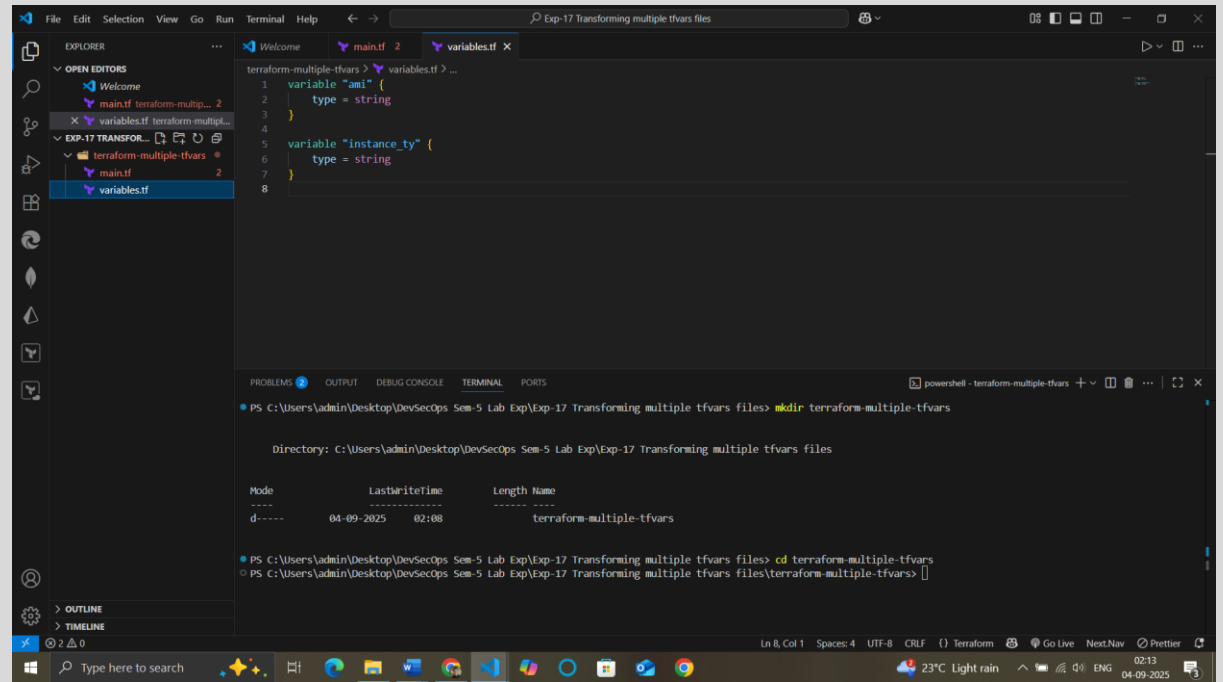 File Edit Selection View Go Run Terminal Help
Exp-17 Transforming multiple tfvars files
EXPLORER
OPEN EDITORS
Welcome
main.tf terraform-multip... 2
variables.tf terraform-multipl...
EXP-17 TRANSFOR...
terraform-multiple-tfvars
main.tf 2
variables.tf
OUTLINE
TIMELINE
Welcome main.tf 2 variables.tf
terraform-multiple-tfvars > variables.tf > ...
1 variable "ami" {
2 type = string
3 }
4
5 variable "instance_ty" {
6 type = string
7 }
8
PROBLEMS 2 OUTPUT DEBUG CONSOLE TERMINAL PORTS
powershell - terraform-multiple-tfvars
PS C:\Users\admin\Desktop\DevSecOps Sem-5 Lab Exp\Exp-17 Transforming multiple tfvars files> mkdir terraform-multiple-tfvars
Directory: C:\Users\admin\Desktop\DevSecOps Sem-5 Lab Exp\Exp-17 Transforming multiple tfvars files
Mode LastWriteTime Length Name
---- ------------- ------ ----
d----- 04-09-2025 02:08 terraform-multiple-tfvars
PS C:\Users\admin\Desktop\DevSecOps Sem-5 Lab Exp\Exp-17 Transforming multiple tfvars files> cd terraform-multiple-tfvars
PS C:\Users\admin\Desktop\DevSecOps Sem-5 Lab Exp\Exp-17 Transforming multiple tfvars files\terraform-multiple-tfvars>
2 0
Ln 8, Col 1 Spaces: 4 UTF-8 CRLF {} Terraform Go Live Next.Nav Prettier
Type here to search
23°C Light rain
ENG
02:13
04-09-2025
3